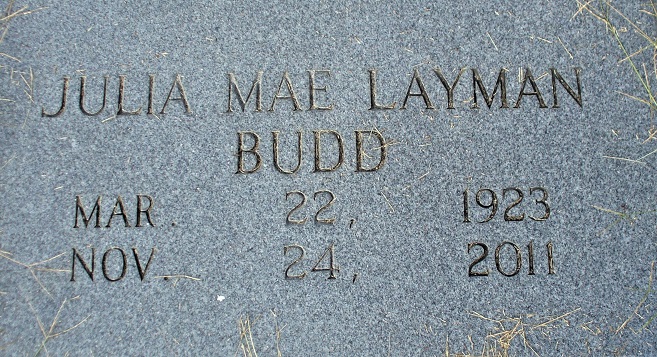 JULIA MAE LAYMAN
BUDD
MAR. 22, 1923
NOV. 24, 2011